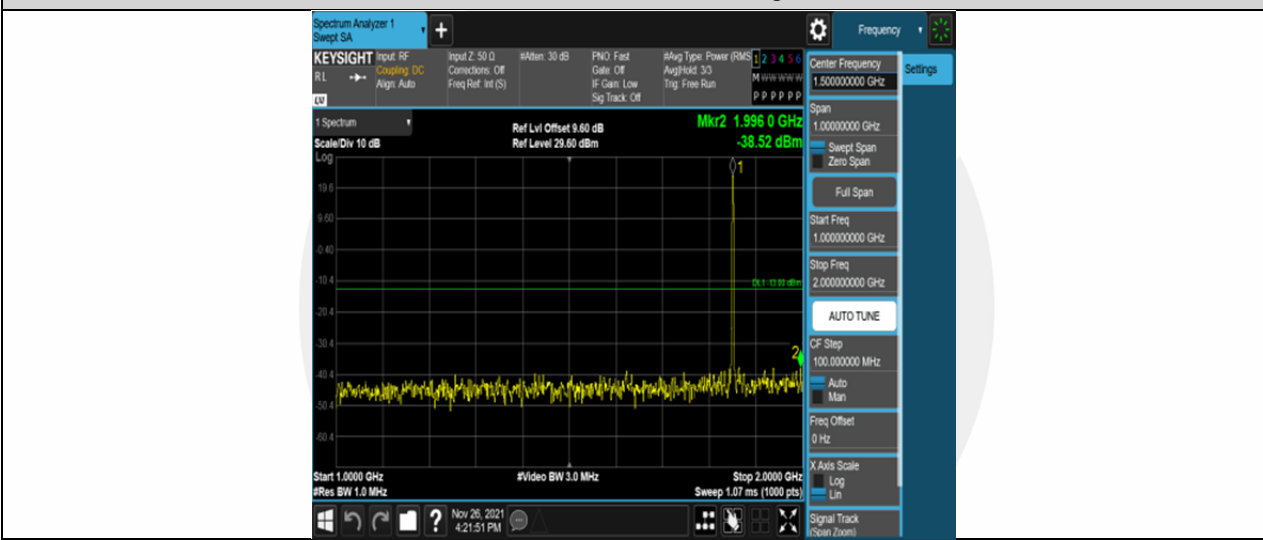 Spectrum Analyzer 1
Swept SA
Frequency
KEYSIGHT
RL
LXI
Input: RF
Coupling: DC
Align: Auto
Input Z: 50 Ω
Corrections: Off
Freq Ref: Int (S)
#Atten: 30 dB
PNO: Fast
Gate: Off
IF Gain: Low
Sig Track: Off
#Avg Type: Power (RMS
Avg|Hold: 3/3
Trig: Free Run
1 2 3 4 5 6
M W W W W W
P P P P P P
1 Spectrum
Scale/Div 10 dB
Log
Ref Lvl Offset 9.60 dB
Ref Level 29.60 dBm
Mkr2 1.996 0 GHz
-38.52 dBm
1
19.6
9.60
-0.40
-10.4
DL1 -13.00 dBm
-20.4
-30.4
2
-40.4
-50.4
-60.4
Start 1.0000 GHz
#Res BW 1.0 MHz
#Video BW 3.0 MHz
Stop 2.0000 GHz
Sweep 1.07 ms (1000 pts)
Center Frequency
1.500000000 GHz
Settings
Span
1.00000000 GHz
Swept Span
Zero Span
Full Span
Start Freq
1.000000000 GHz
Stop Freq
2.000000000 GHz
AUTO TUNE
CF Step
100.000000 MHz
Auto
Man
Freq Offset
0 Hz
X Axis Scale
Log
Lin
Signal Track
(Span Zoom)
?
Nov 26, 2021
4:21:51 PM